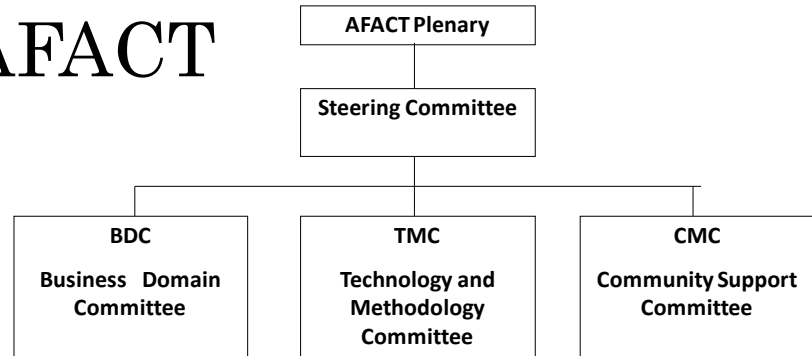 AFACT
AFACT Plenary
Steering Committee
BDC
Business Domain
Committee
TMC
Technology and
Methodology
Committee
CMC
Community Support
Committee